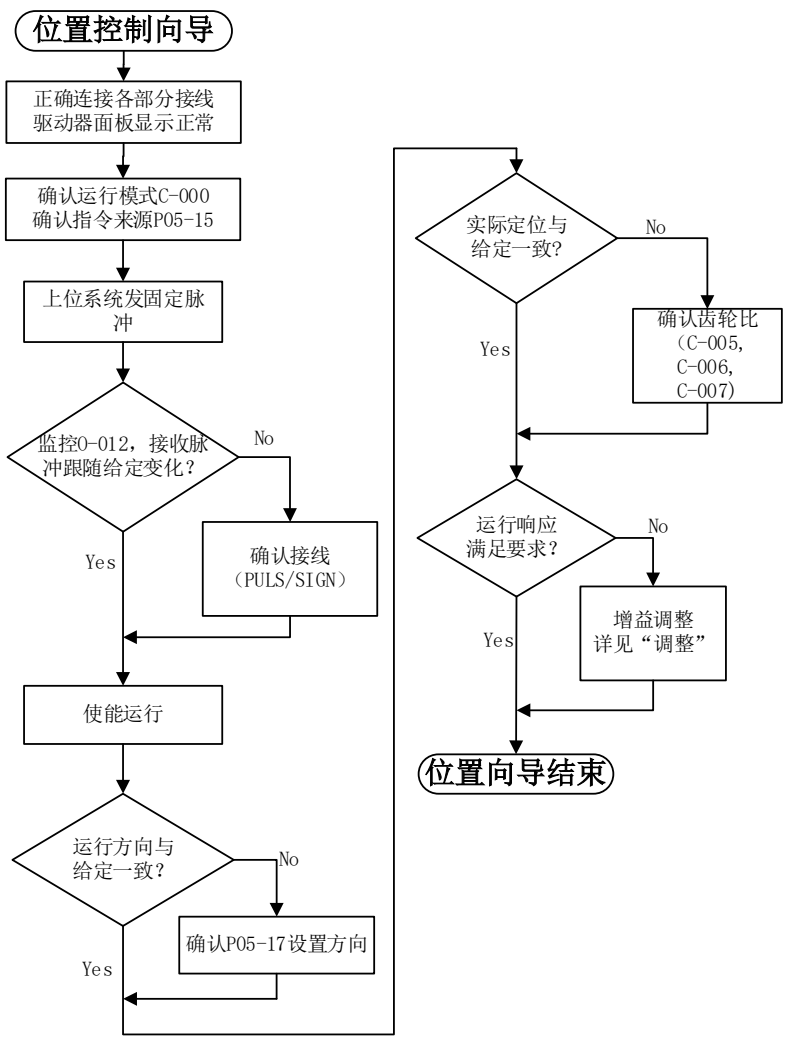 位置控制向导
正确连接各部分接线
驱动器面板显示正常
确认运行模式C-000
确认指令来源P05-15
上位系统发固定脉
冲
监控O-012，接收脉
冲跟随给定变化？
No
确认接线
（PULS/SIGN）
Yes
使能运行
运行方向与
给定一致？
No
确认P05-17设置方向
Yes
实际定位与
给定一致?
No
确认齿轮比
（C-005,
C-006,
C-007)
Yes
运行响应
满足要求？
No
增益调整
详见“调整”
Yes
位置向导结束